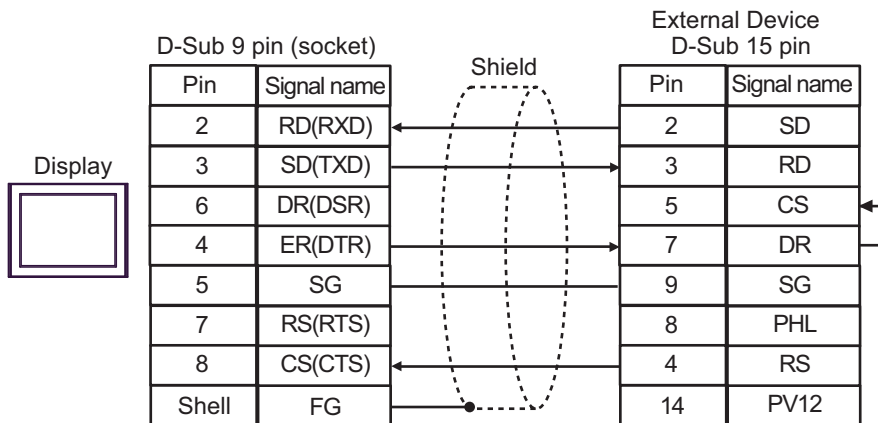 External Device
D-Sub 9 pin (socket) D-Sub 15 pin
Shield
Pin Signal name Pin Signal name
2 RD(RXD) 2 SD
Display
3 SD(TXD) 3 RD
6 DR(DSR) 5 CS
4 ER(DTR) 7 DR
5 SG 9 SG
7 RS(RTS) 8 PHL
8 CS(CTS) 4 RS
Shell FG 14 PV12